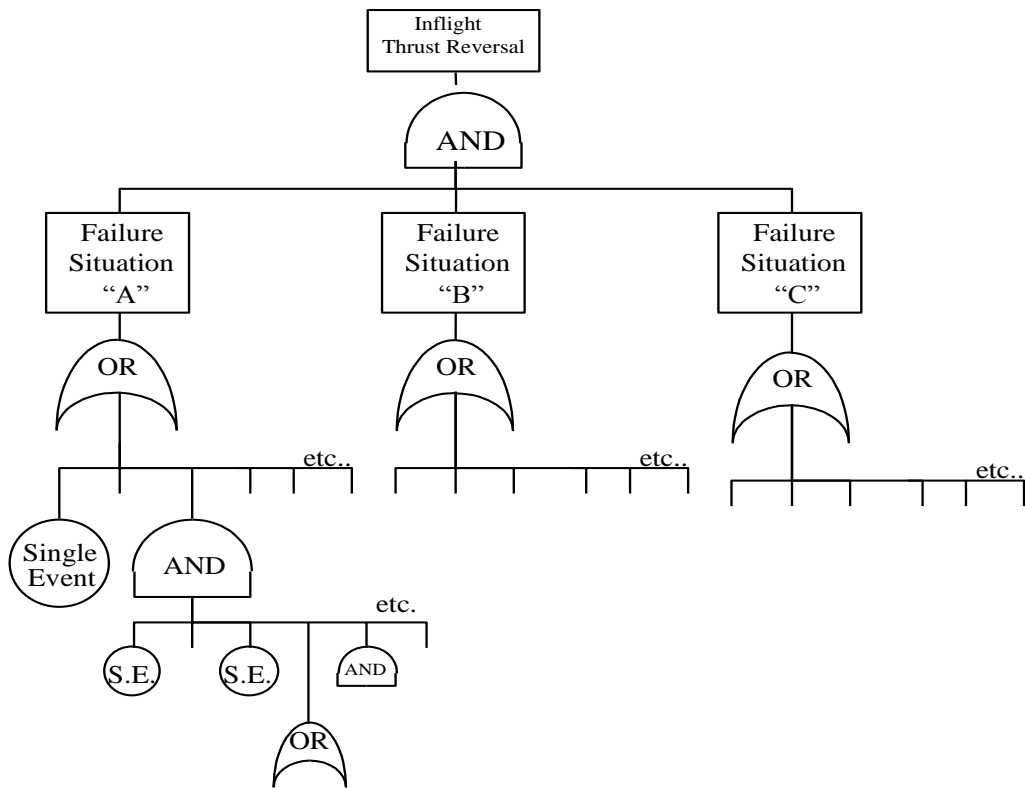 Inflight
Thrust Reversal
AND
Failure
Situation
“A”
Failure
Situation
“B”
Failure
Situation
“C”
OR
OR
OR
etc..
etc..
etc..
Single
Event
AND
etc.
S.E.
S.E.
AND
OR